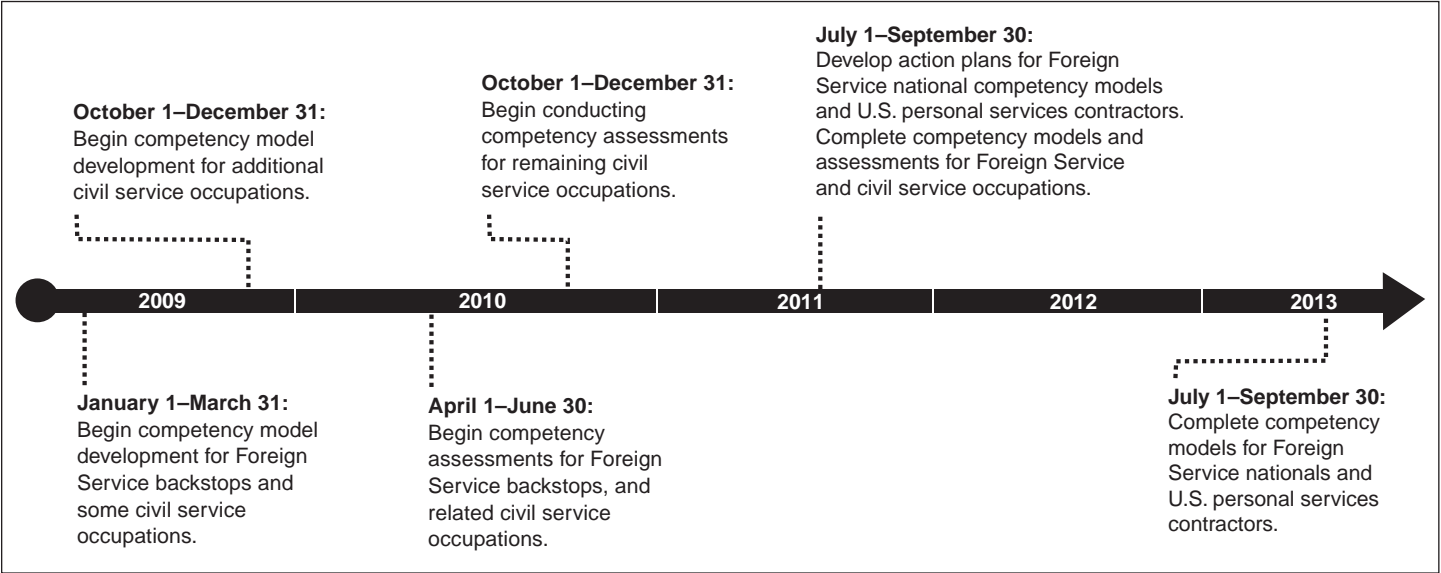 July 1–September 30:
Develop action plans for Foreign
Service national competency models
and U.S. personal services contractors.
Complete competency models and
assessments for Foreign Service
and civil service occupations.
October 1–December 31:
Begin conducting
competency assessments
for remaining civil
service occupations.
October 1–December 31:
Begin competency model
development for additional
civil service occupations.
2009 2010 2011 2012 2013
January 1–March 31:
Begin competency model
development for Foreign
Service backstops and
some civil service
occupations.
April 1–June 30:
Begin competency
assessments for Foreign
Service backstops, and
related civil service
occupations.
July 1–September 30:
Complete competency
models for Foreign
Service nationals and
U.S. personal services
contractors.